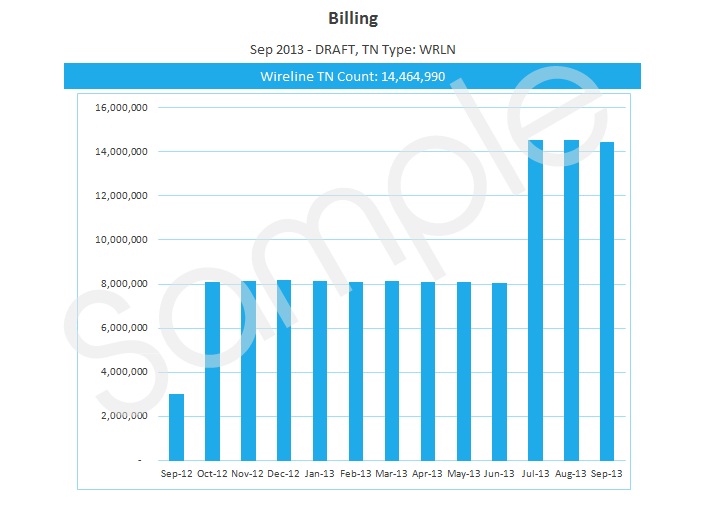 Billing
Sep 2013 - DRAFT, TN Type: WRLN
Wireline TN Count: 14,464,990
16,000,000
14,000,000
12,000,000
10,000,000
8,000,000
6,000,000
4,000,000
2,000,000
-
Sep-12 Oct-12 Nov-12 Dec-12 Jan-13 Feb-13 Mar-13 Apr-13 May-13 Jun-13 Jul-13 Aug-13 Sep-13
sample